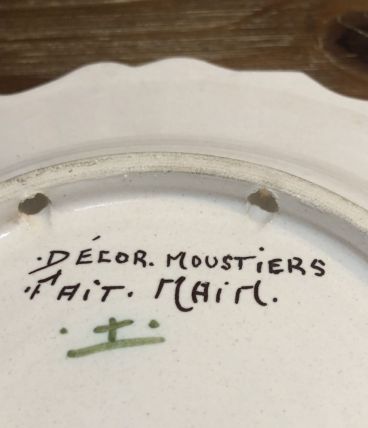 .DÉCOR. MOUSTiERS
.FAiT. MAiN.
. + .